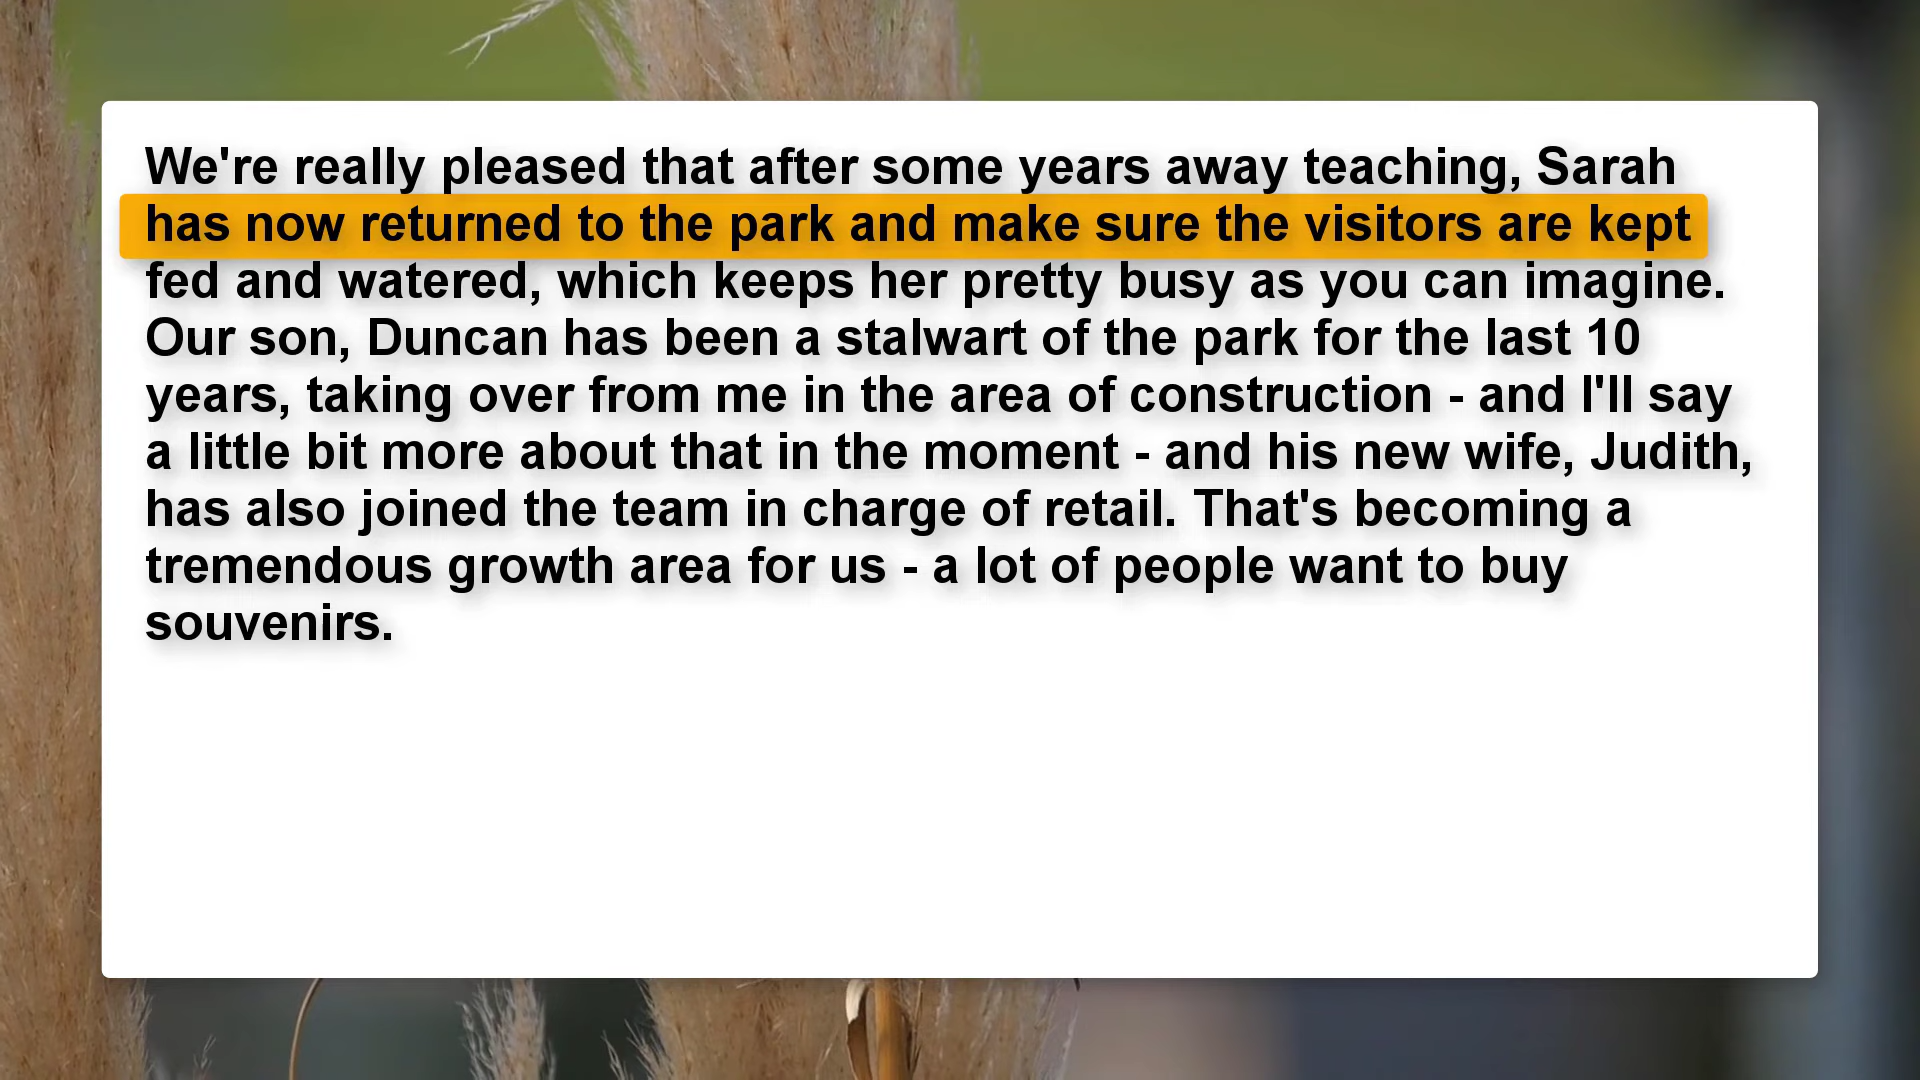 We're really pleased that after some years away teaching, Sarah
has now returned to the park and make sure the visitors are kept
fed and watered, which keeps her pretty busy as you can imagine.
Our son, Duncan has been a stalwart of the park for the last 10
years, taking over from me in the area of construction - and I'll say
a little bit more about that in the moment - and his new wife, Judith,
has also joined the team in charge of retail. That's becoming a
tremendous growth area for us - a lot of people want to buy
souvenirs.